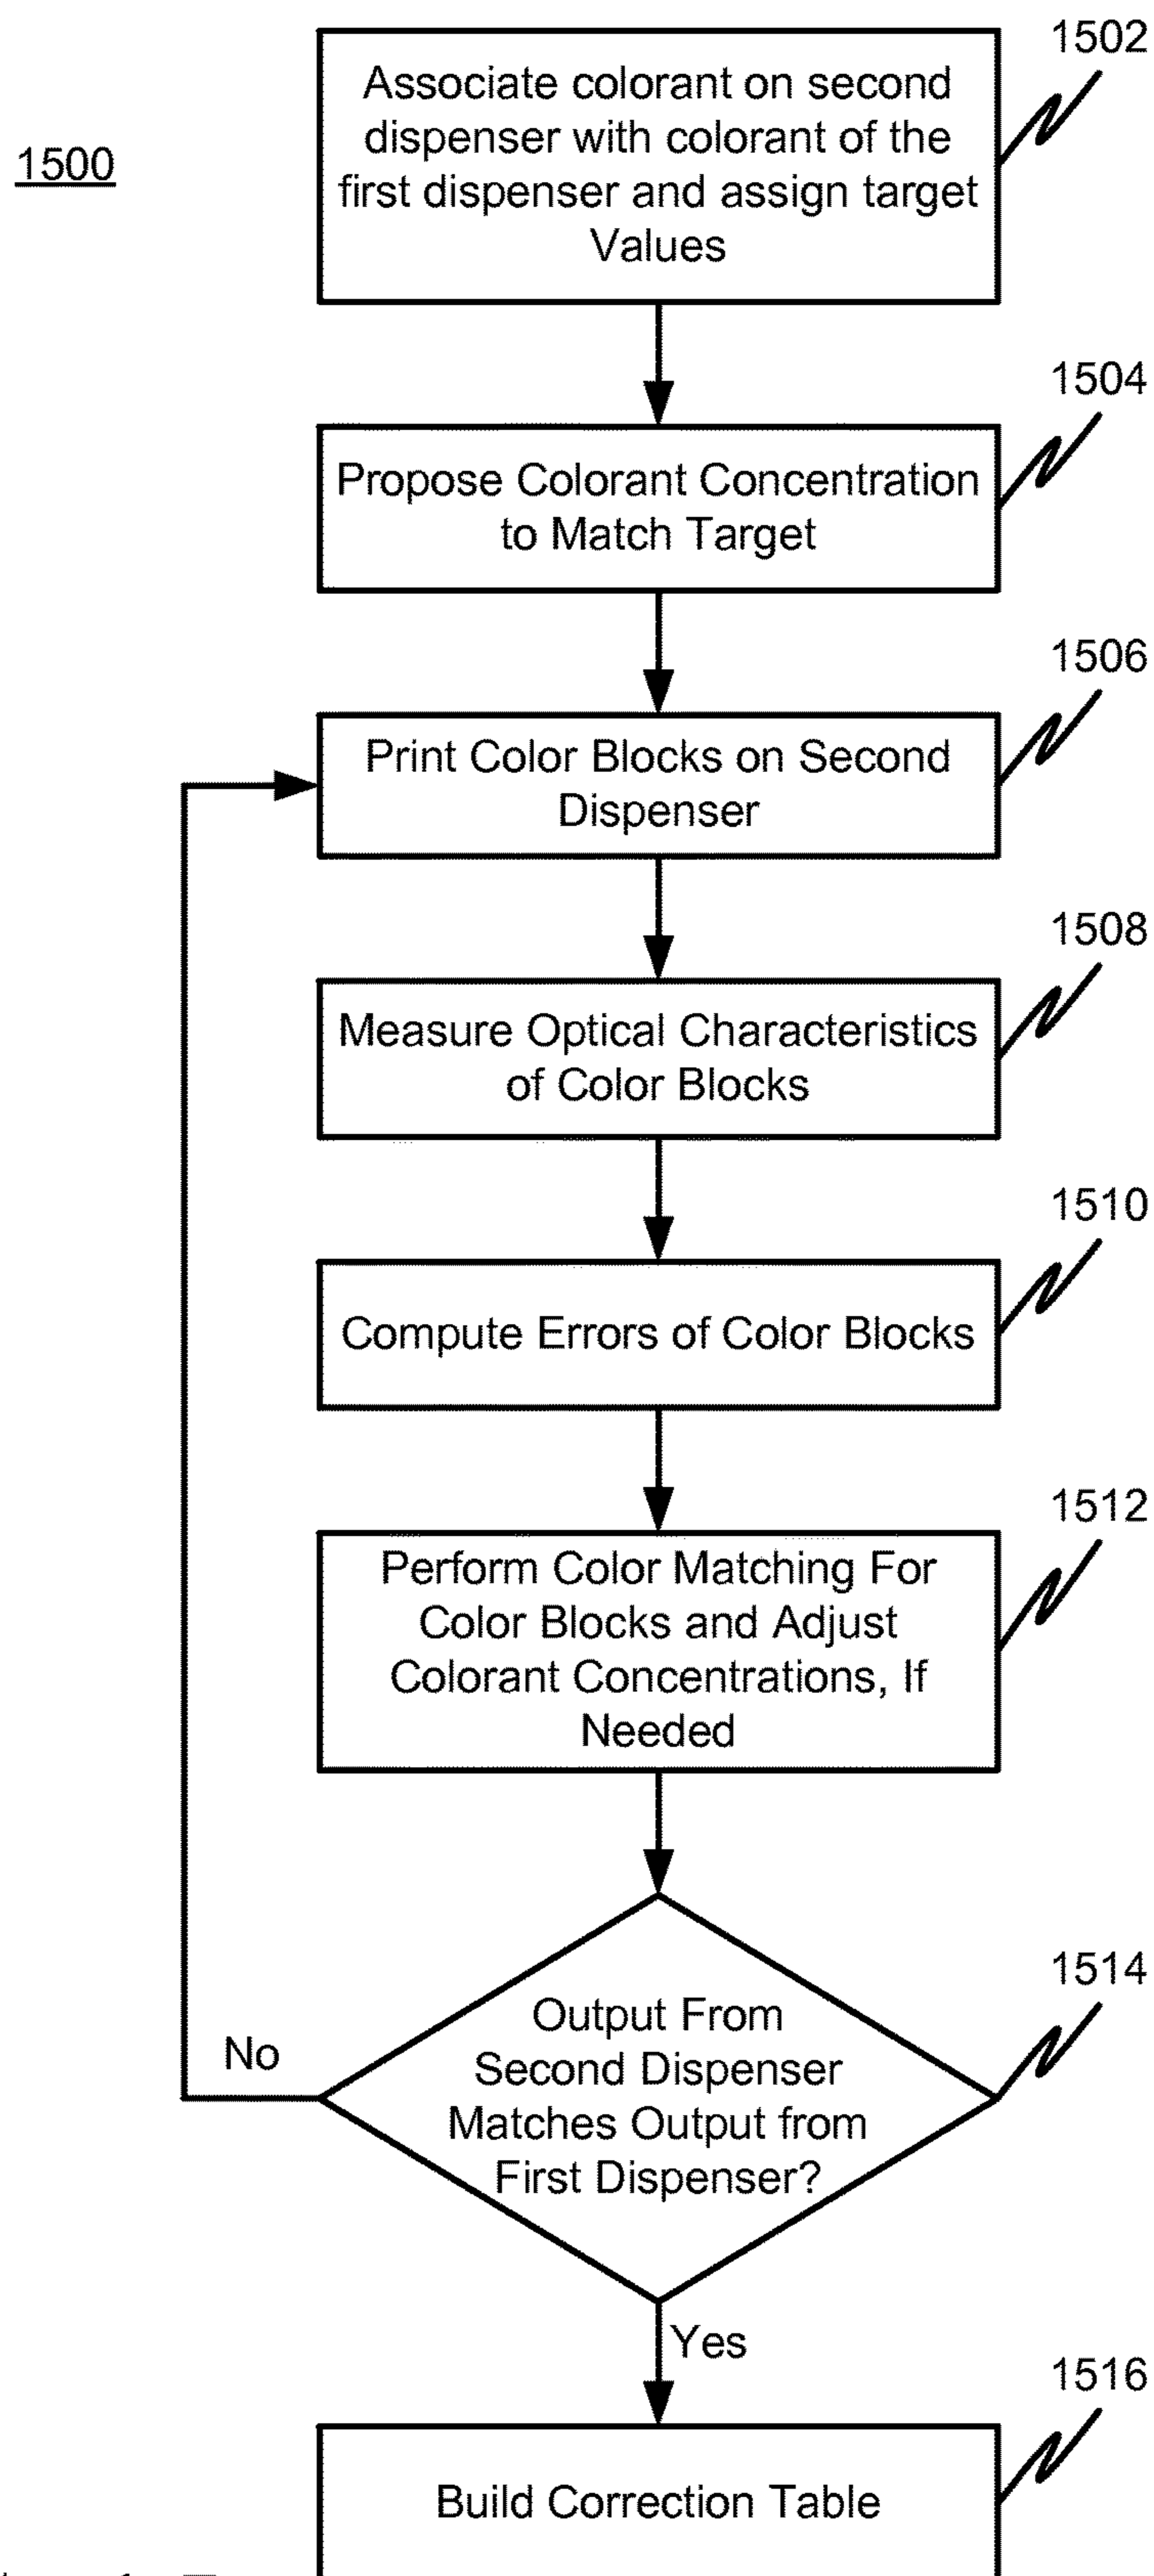 1502
Associate colorant on second
dispenser with colorant of the
first dispenser and assign target
Values
1500
1504
Propose Colorant Concentration
to Match Target
1506
Print Color Blocks on Second
Dispenser
1508
Measure Optical Characteristics
of Color Blocks
1510
Compute Errors of Color Blocks
1512
Perform Color Matching For
Color Blocks and Adjust
Colorant Concentrations, If
Needed
1514
Output From
Second Dispenser
Matches Output from
First Dispenser?
No
Yes
1516
Build Correction Table